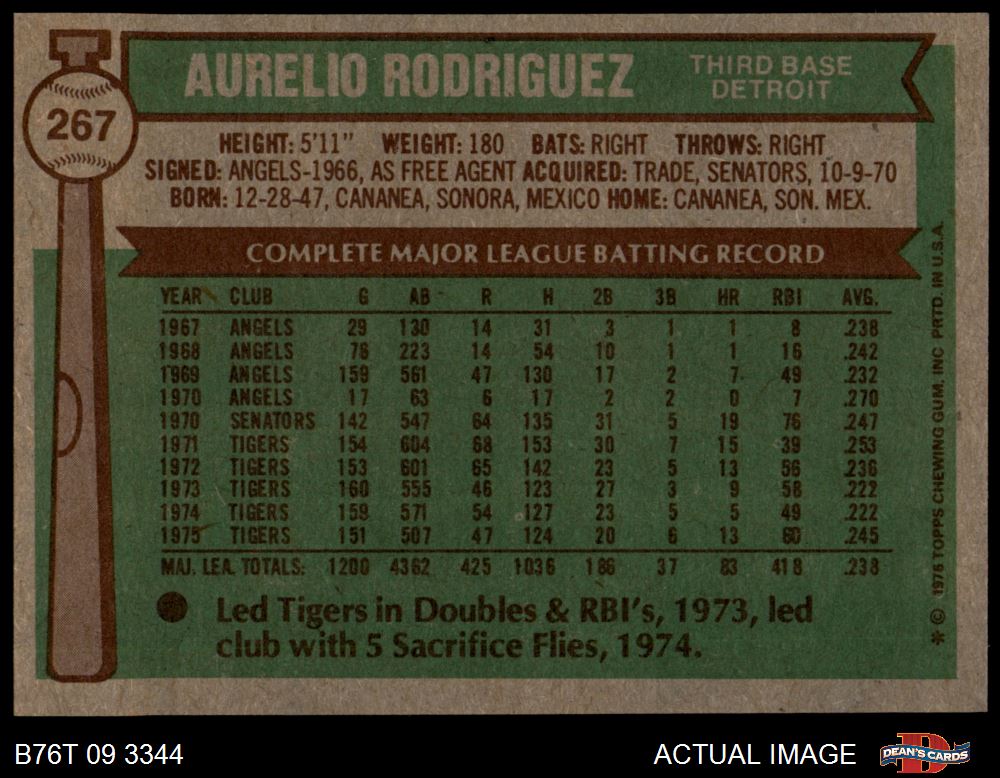 AURELIO RODRIGUEZ THIRD BASE
DETROIT
267
HEIGHT: 5'11" WEIGHT: 180 BATS: RIGHT THROWS: RIGHT
SIGNED: ANGELS-1966, AS FREE AGENT ACQUIRED: TRADE, SENATORS, 10-9-70
BORN: 12-28-47, CANANEA, SONORA, MEXICO HOME: CANANEA, SON. MEX.
COMPLETE MAJOR LEAGUE BATTING RECORD
YEAR CLUB G AB R H 2B 3B HR RBI AVG.
1967 ANGELS 29 130 14 31 3 1 1 8 .238
1968 ANGELS 76 223 14 54 10 1 1 16 .242
1969 ANGELS 159 561 47 130 17 2 7 49 .232
1970 ANGELS 17 63 6 17 2 2 0 7 .270
1970 SENATORS 142 547 64 135 31 5 19 76 .247
1971 TIGERS 154 604 68 153 30 7 15 39 .253
1972 TIGERS 153 601 65 142 23 5 13 56 .236
1973 TIGERS 160 555 46 123 27 3 9 58 .222
1974 TIGERS 159 571 54 127 23 5 5 49 .222
1975 TIGERS 151 507 47 124 20 6 13 60 .245
MAJ. LEA. TOTALS: 1200 4362 425 1036 186 37 83 418 .238
Led Tigers in Doubles & RBI's, 1973, led
club with 5 Sacrifice Flies, 1974.
* © 1976 TOPPS CHEWING GUM, INC PRTD. IN U.S.A.
B76T 09 3344 ACTUAL IMAGE DEAN'S CARDS